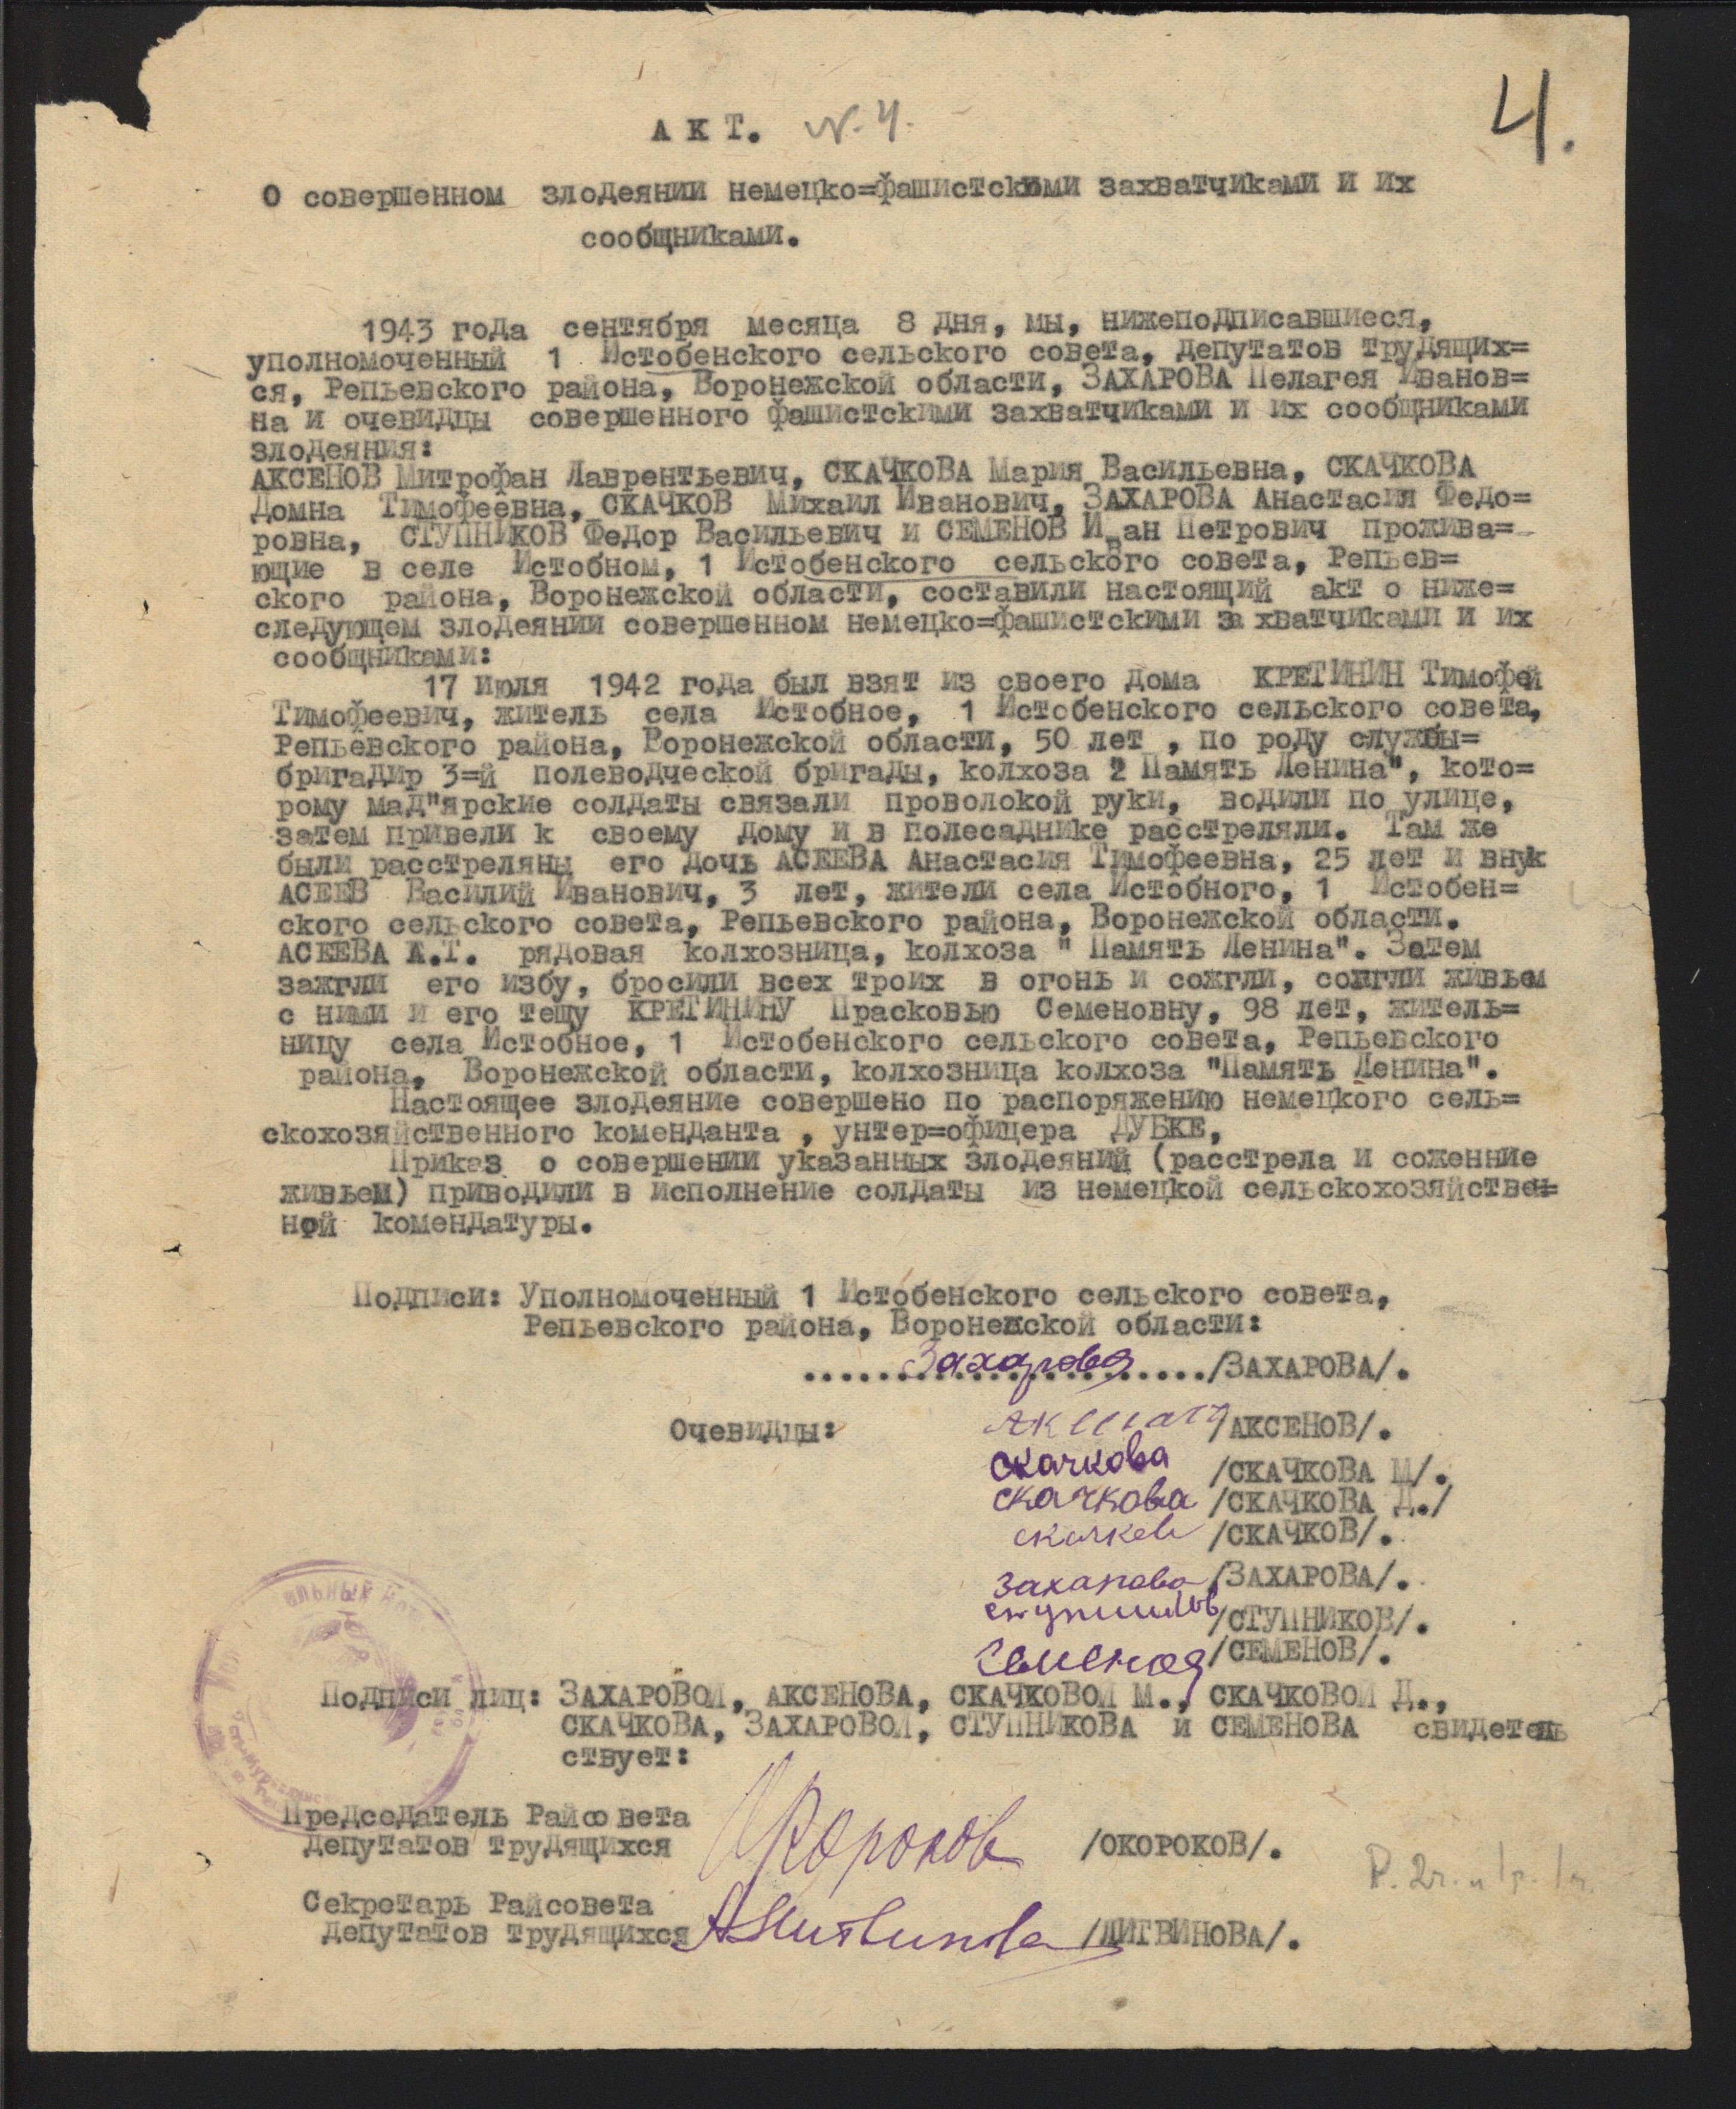 4.
А К Т. №. 4.
О совершенном злодеянии немецко=фашистскими захватчиками и их
сообщниками.
1943 года сентября месяца 8 дня, мы, нижеподписавшиеся,
уполномоченный 1 Истобенского сельского совета, депутатов трудящих=
ся, Репьевского района, Воронежской области, ЗАХАРОВА Пелагея Иванов=
на и очевидцы совершенного фашистскими захватчиками и их сообщниками
злодеяния:
АКСЕНОВ Митрофан Лаврентьевич, СКАЧКОВА Мария Васильевна, СКАЧКОВА
Домна Тимофеевна, СКАЧКОВ Михаил Иванович, ЗАХАРОВА Анастасия Федо=
ровна, СТУПНИКОВ Федор Васильевич и СЕМЕНОВ Иван Петрович прожива=
ющие в селе Истобном, 1 Истобенского сельского совета, Репьев=
ского района, Воронежской области, составили настоящий акт о ниже=
следующем злодеянии совершенном немецко=фашистскими за хватчиками и их
сообщниками:
17 июля 1942 года был взят из своего дома КРЕТИНИН Тимофей
Тимофеевич, житель села Истобное, 1 Истобенского сельского совета,
Репьевского района, Воронежской области, 50 лет , по роду службы=
бригадир 3=й полеводческой бригады, колхоза 2 Память Ленина", кото=
рому мад"ярские солдаты связали проволокой руки, водили по улице,
затем привели к своему дому и в полесаднике расстреляли. Там же
были расстреляны его дочь АСЕЕВА Анастасия Тимофеевна, 25 лет и внук
АСЕЕВ Василий Иванович, 3 лет, жители села Истобного, 1 Истобен=
ского сельского совета, Репьевского района, Воронежской области.
АСЕЕВА А.Т. рядовая колхозница, колхоза " Память Ленина". Затем
зажгли его избу, бросили всех троих в огонь и сожгли, сожгли живьем
с ними и его тещу КРЕТИНИНУ Прасковью Семеновну, 98 лет, житель=
ницу села Истобное, 1 Истобенского сельского совета, Репьевского
района, Воронежской области, колхозница колхоза "Память Ленина".
Настоящее злодеяние совершено по распоряжению немецкого сель=
скохозяйственного коменданта , унтер=офицера ДУБКЕ,
Приказ о совершении указанных злодеяний (расстрела и соженние
живьем) приводили в исполнение солдаты из немецкой сельскохозяйствен=
ной комендатуры.
Подписи: Уполномоченный 1 Истобенского сельского совета,
Репьевского района, Воронежской области:
Захарова /ЗАХАРОВА/.
Очевидцы: /АКСЕНОВ/.
Скачкова /СКАЧКОВА М/.
Скачкова /СКАЧКОВА Д./
Скачков /СКАЧКОВ/.
Захарова /ЗАХАРОВА/.
Ступников /СТУПНИКОВ/.
Семенов /СЕМЕНОВ/.
Подписи лиц: ЗАХАРОВОЙ, АКСЕНОВА, СКАЧКОВОЙ М., СКАЧКОВОЙ Д.,
СКАЧКОВА, ЗАХАРОВОЙ, СТУПНИКОВА и СЕМЕНОВА свидетель
ствует:
Председатель Райсовета
депутатов трудящихся Окороков /ОКОРОКОВ/.
Секретарь Райсовета
депутатов трудящихся АЛитвинова /ЛИТВИНОВА/.